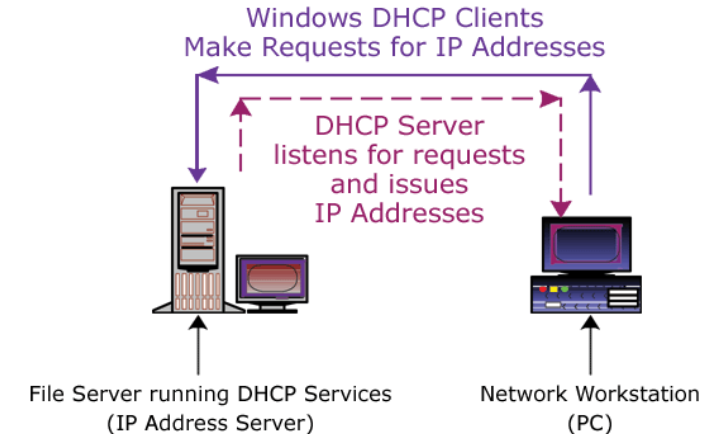 Windows DHCP Clients
Make Requests for IP Addresses
DHCP Server
listens for requests
and issues
IP Addresses
File Server running DHCP Services
(IP Address Server)
Network Workstation
(PC)